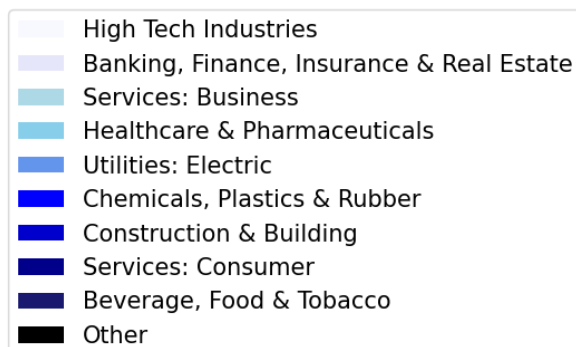 High Tech Industries
Banking, Finance, Insurance & Real Estate
Services: Business
Healthcare & Pharmaceuticals
Utilities: Electric
Chemicals, Plastics & Rubber
Construction & Building
Services: Consumer
Beverage, Food & Tobacco
Other